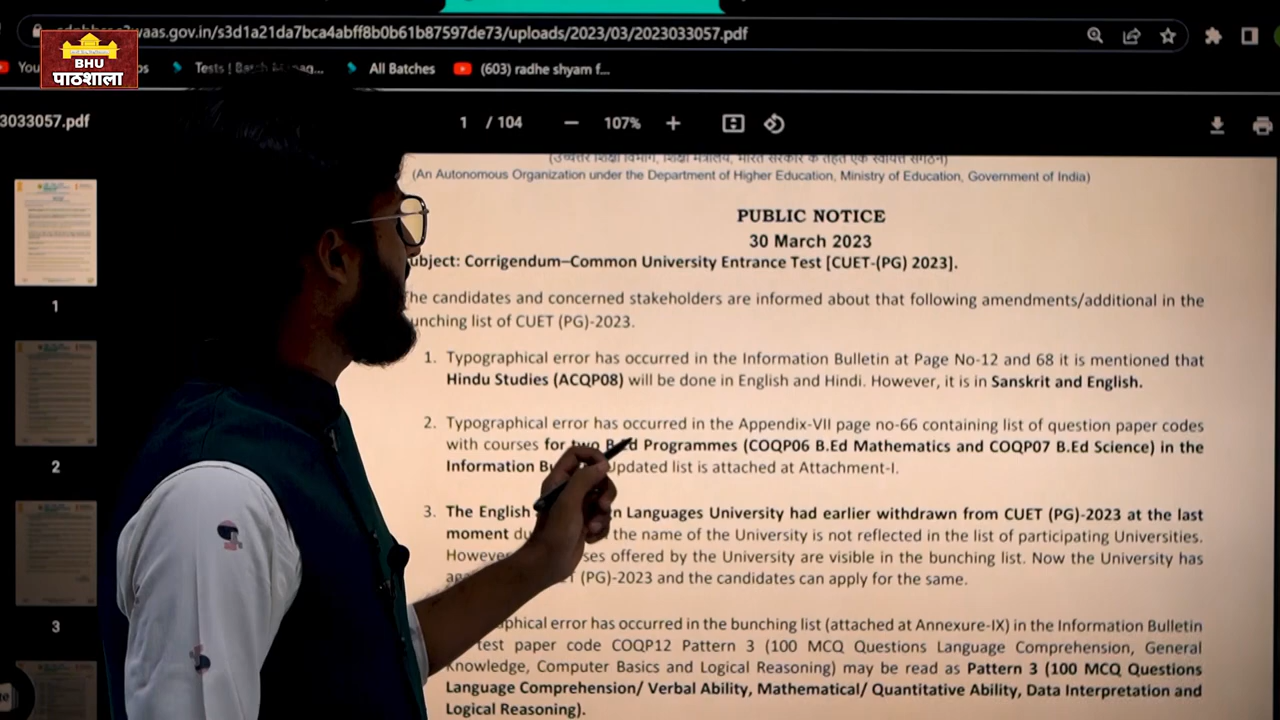 waas.gov.in/s3d1a21da7bca4abff8b0b61b87597de73/uploads/2023/03/2023033057.pdf
BHU
पाठशाला
You
Tests
All Batches
(603) radhe shyam f...
3033057.pdf
1 / 104
107%
(उच्चतर शिक्षा विभाग, शिक्षा मंत्रालय, भारत सरकार के तहत एक स्वायत्त संगठन)
(An Autonomous Organization under the Department of Higher Education, Ministry of Education, Government of India)
PUBLIC NOTICE
30 March 2023
ubject: Corrigendum–Common University Entrance Test [CUET-(PG) 2023].
he candidates and concerned stakeholders are informed about that following amendments/additional in the
unching list of CUET (PG)-2023.
1. Typographical error has occurred in the Information Bulletin at Page No-12 and 68 it is mentioned that
Hindu Studies (ACQP08) will be done in English and Hindi. However, it is in Sanskrit and English.
2. Typographical error has occurred in the Appendix-VII page no-66 containing list of question paper codes
with courses for two B.Ed Programmes (COQP06 B.Ed Mathematics and COQP07 B.Ed Science) in the
Information Updated list is attached at Attachment-I.
3. The English Languages University had earlier withdrawn from CUET (PG)-2023 at the last
moment the name of the University is not reflected in the list of participating Universities.
However offered by the University are visible in the bunching list. Now the University has
(PG)-2023 and the candidates can apply for the same.
phical error has occurred in the bunching list (attached at Annexure-IX) in the Information Bulletin
test paper code COQP12 Pattern 3 (100 MCQ Questions Language Comprehension, General
Knowledge, Computer Basics and Logical Reasoning) may be read as Pattern 3 (100 MCQ Questions
Language Comprehension/ Verbal Ability, Mathematical/ Quantitative Ability, Data Interpretation and
Logical Reasoning).
1
2
3